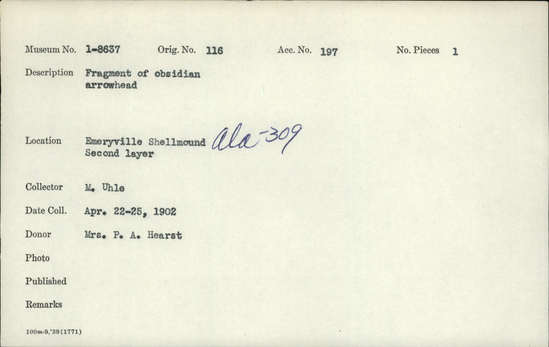 Museum No. 1-8637 Orig. No. 116 Acc. No. 197 No. Pieces 1
Description Fragment of obsidian
arrowhead
Location Emeryville Shellmound Ala-309
Second layer
Collector M. Uhle
Date Coll. Apr. 22-25, 1902
Donor Mrs. P. A. Hearst
Photo
Published
Remarks
100m-9,'39(1771)